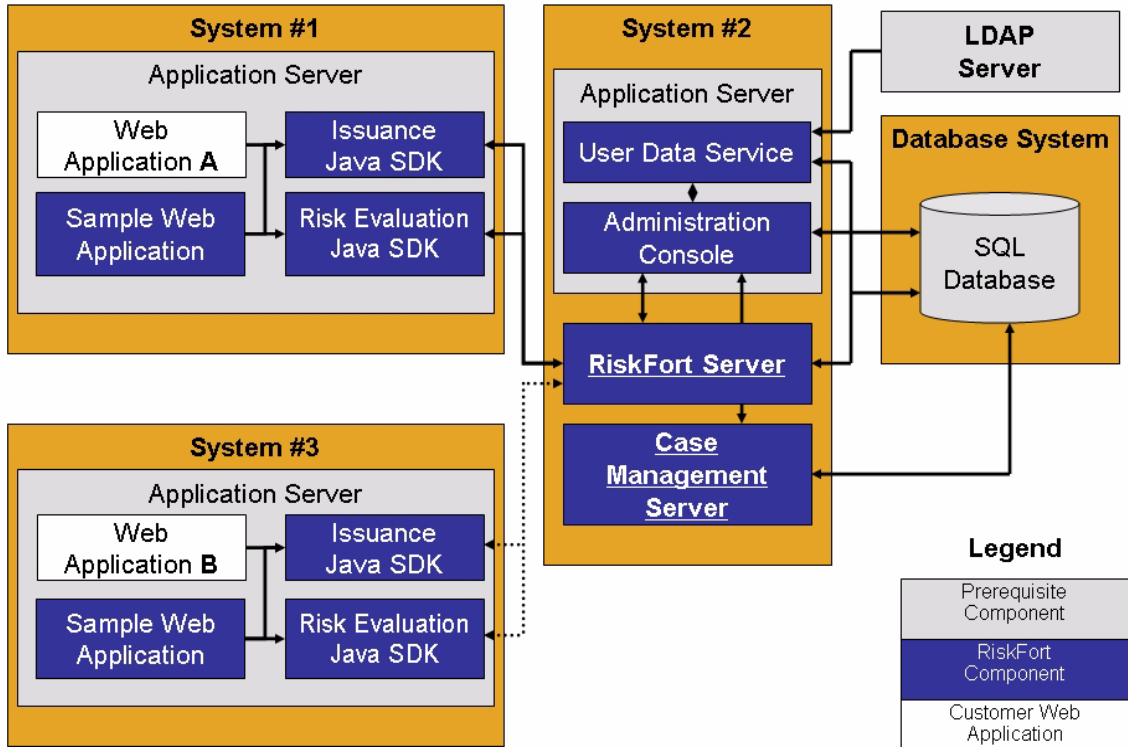 System #1
Application Server
Web
Application A
Issuance
Java SDK
Sample Web
Application
Risk Evaluation
Java SDK
System #2
Application Server
User Data Service
Administration
Console
RiskFort Server
Case
Management
Server
LDAP
Server
Database System
SQL
Database
System #3
Application Server
Web
Application B
Issuance
Java SDK
Sample Web
Application
Risk Evaluation
Java SDK
Legend
Prerequisite
Component
RiskFort
Component
Customer Web
Application